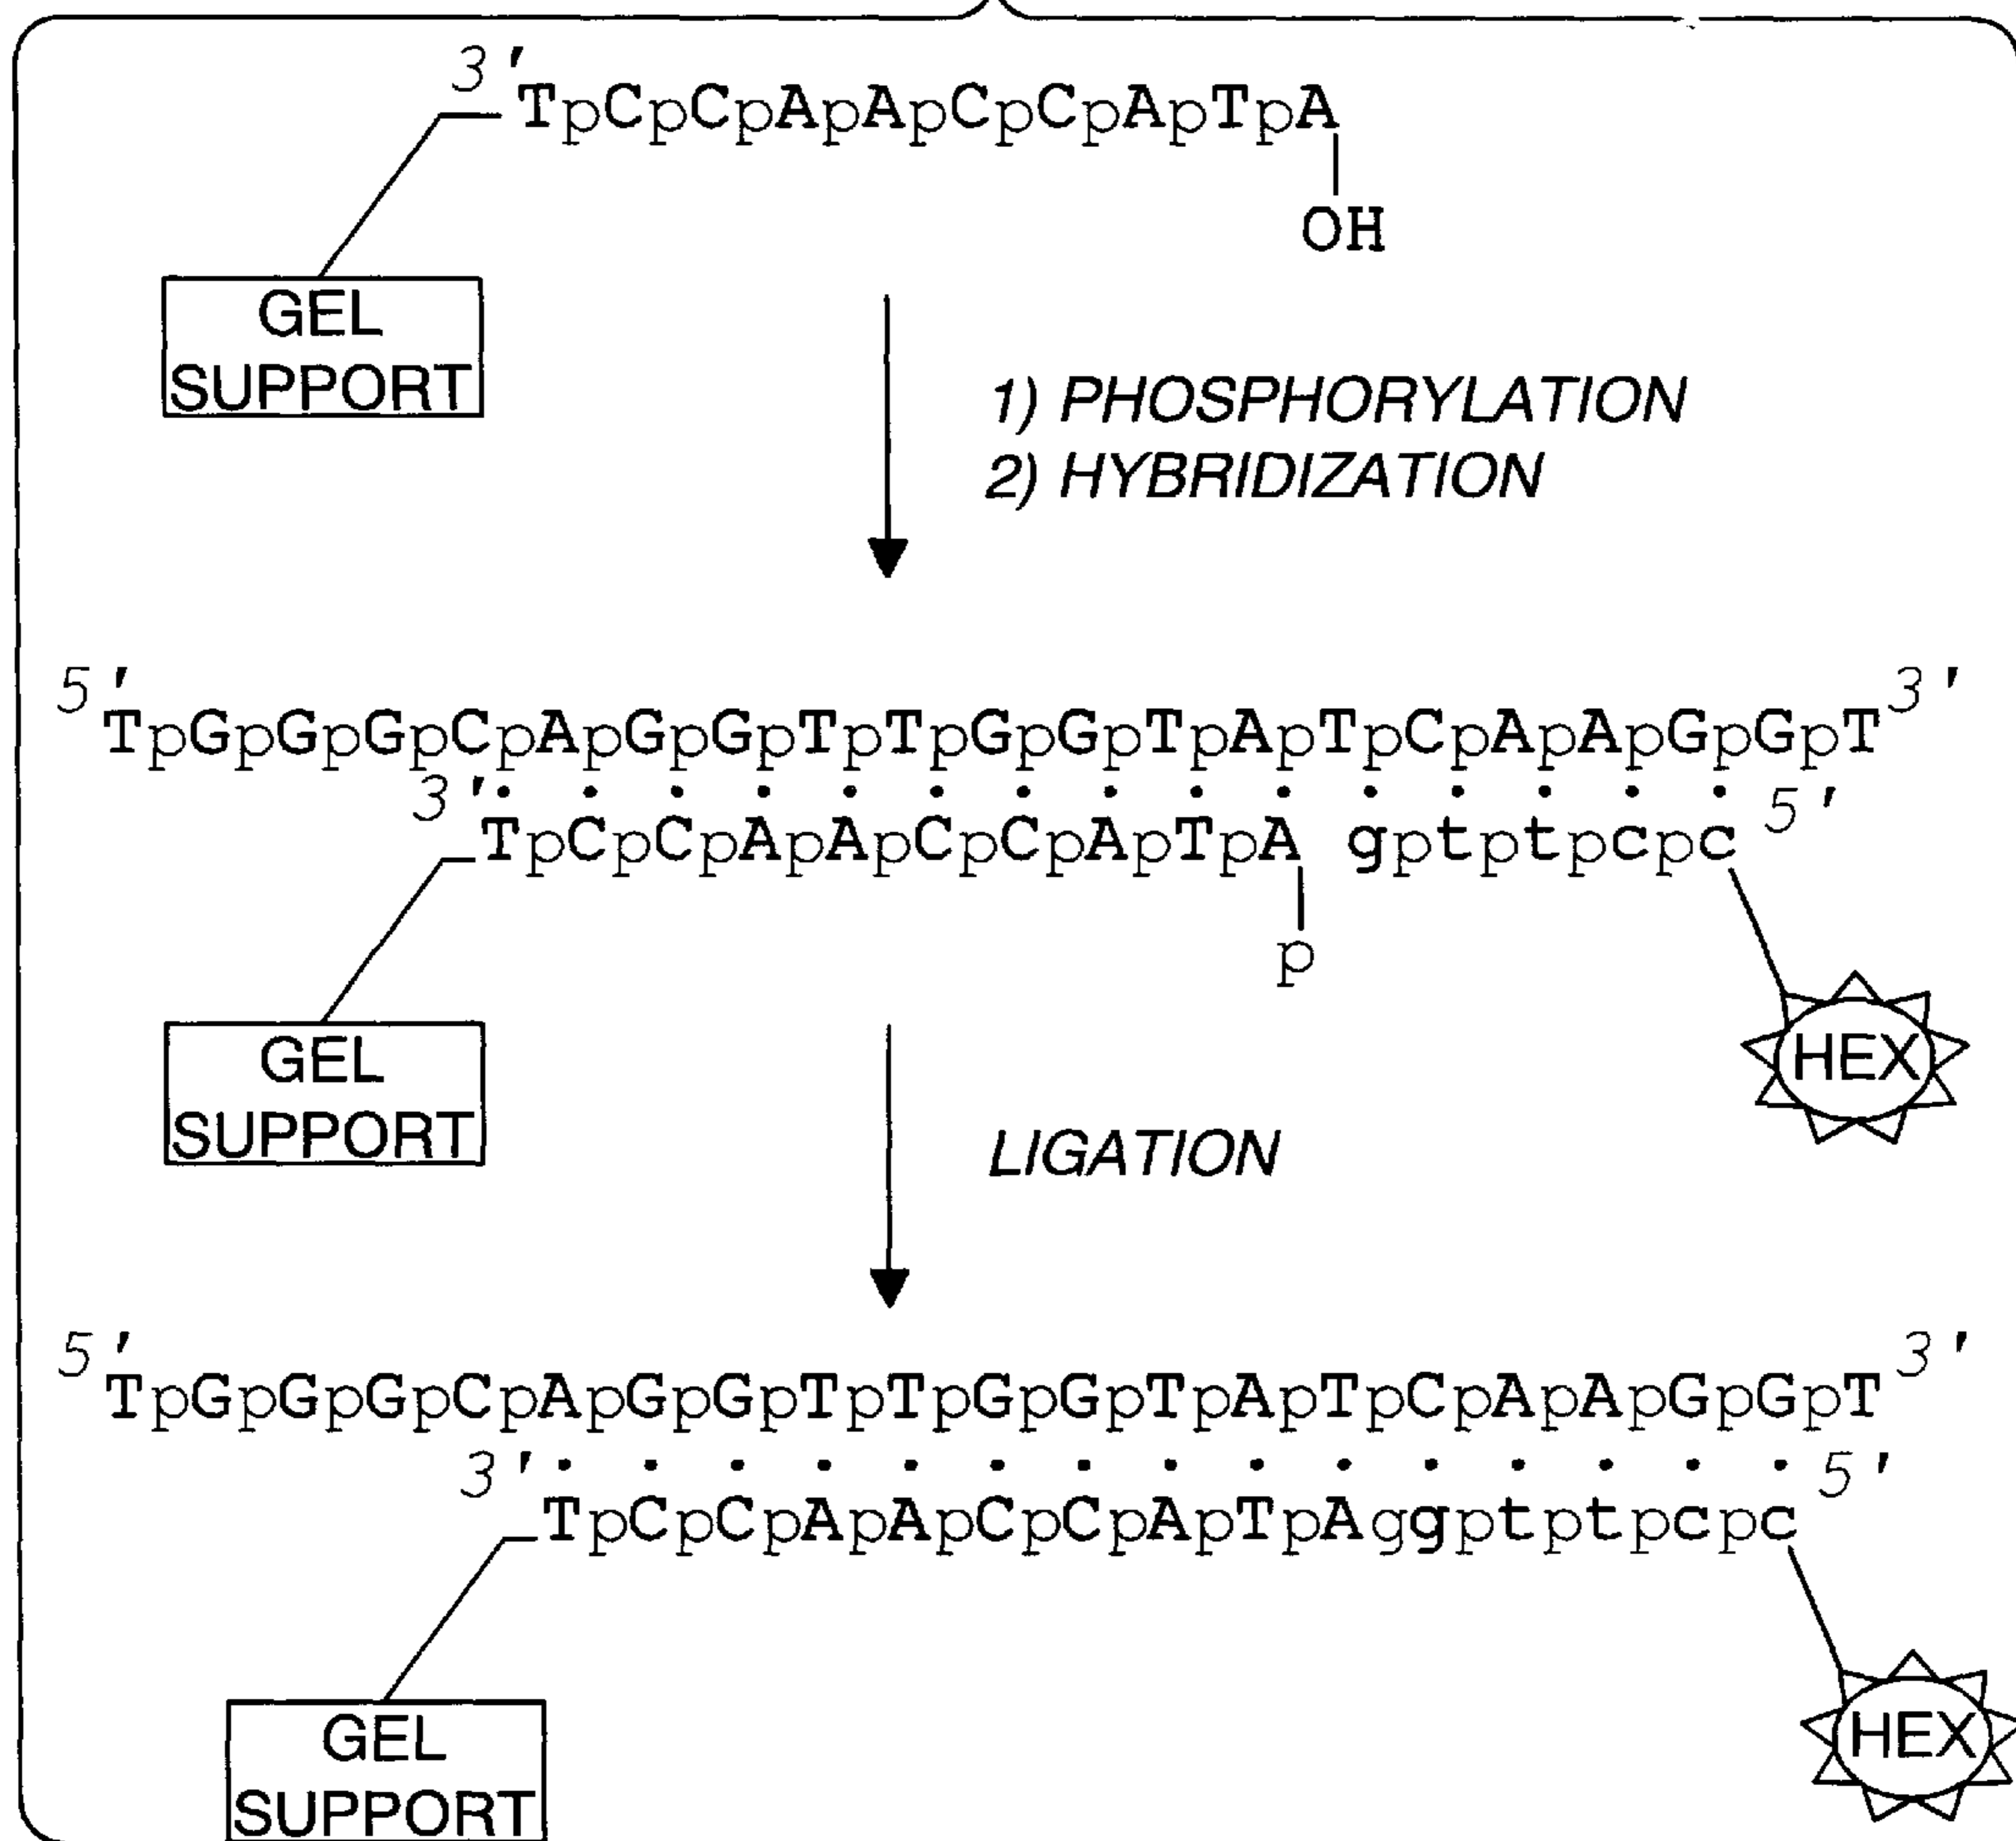 3'
TpCpCpApApCpCpApTpA
OH
GEL
SUPPORT
1) PHOSPHORYLATION
2) HYBRIDIZATION
5' TpGpGpGpCpApGpGpTpTpGpGpTpApTpCpApApGpGpT 3'
3' 5'
TpCpCpApApCpCpApTpA gptptpcpc
p
GEL
SUPPORT
HEX
LIGATION
5' TpGpGpGpCpApGpGpTpTpGpGpTpApTpCpApApGpGpT 3'
3' 5'
TpCpCpApApCpCpApTpAggptptpcpc
GEL
SUPPORT
HEX